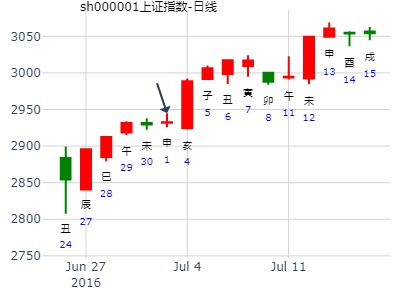 sh000001上证指数-日线
3050
3000
2950
2900
2850
2800
2750
丑
24
辰
27
巳
28
午
29
未
30
申
1
亥
4
子
5
丑
6
寅
7
卯
8
午
11
未
12
申
13
酉
14
戌
15
Jun 27
2016
Jul 4
Jul 11